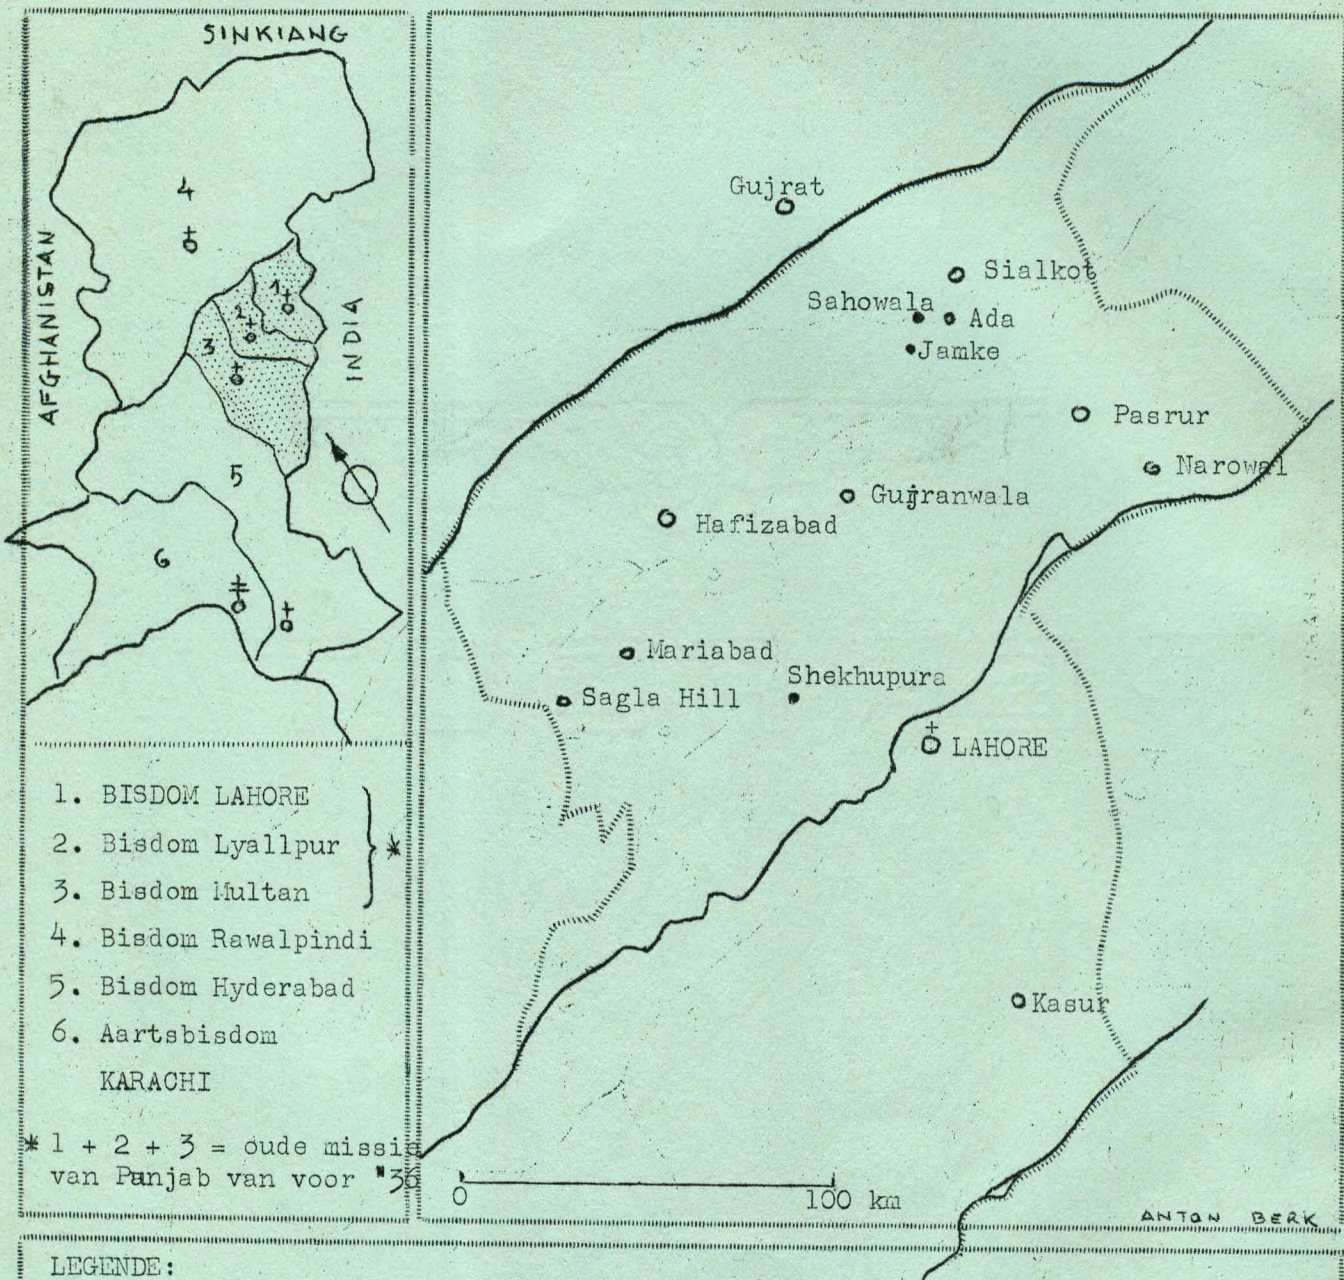 SINKIANG
4
AFGHANISTAN
1
2
3
INDIA
5
6
1. BISDOM LAHORE
2. Bisdom Lyallpur
*
3. Bisdom Multan
4. Bisdom Rawalpindi
5. Bisdom Hyderabad
6. Aartsbisdom
KARACHI
* 1 + 2 + 3 = oude missie
van Panjab van voor '36
Gujrat
Sialkot
Sahowala
Ada
Jamke
Pasrur
Narowal
Gujranwala
Hafizabad
Mariabad
Shekhupura
Sagla Hill
LAHORE
Kasur
0 100 km
ANTON BERK
LEGENDE: